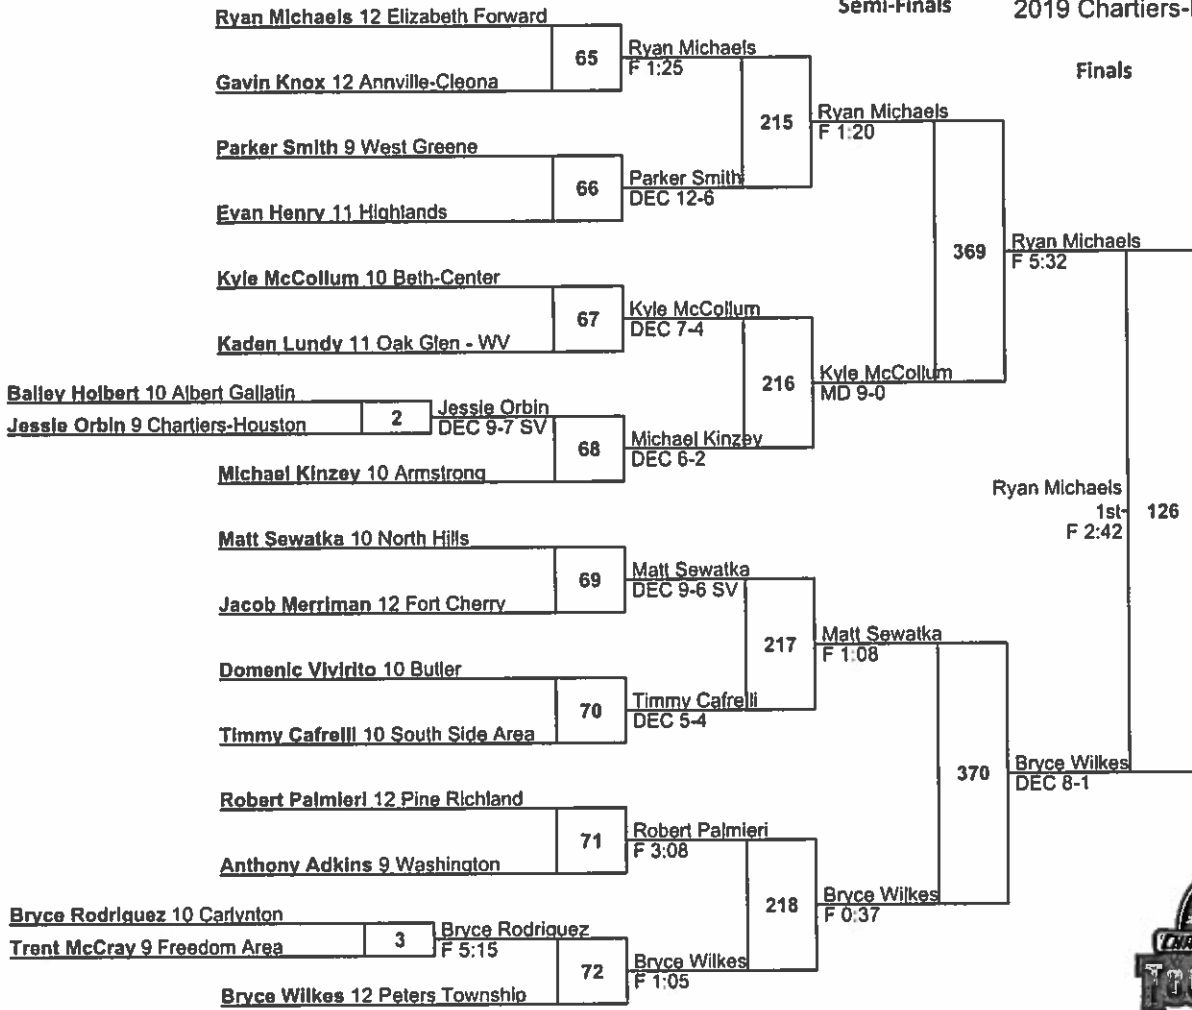 Semi-Finals
2019 Chartiers-
Finals
Ryan Michaels 12 Elizabeth Forward
65
Ryan Michaels
F 1:25
Gavin Knox 12 Annville-Cleona
215
Ryan Michaels
F 1:20
Parker Smith 9 West Greene
66
Parker Smith
DEC 12-6
Evan Henry 11 Highlands
369
Ryan Michaels
F 5:32
Kyle McCollum 10 Beth-Center
67
Kyle McCollum
DEC 7-4
Kaden Lundy 11 Oak Glen - WV
216
Kyle McCollum
MD 9-0
Bailey Holbert 10 Albert Gallatin
2
Jessie Orbin
DEC 9-7 SV
Jessie Orbin 9 Chartiers-Houston
68
Michael Kinzey
DEC 6-2
Michael Kinzey 10 Armstrong
Ryan Michaels
1st
F 2:42
126
Matt Sewatka 10 North Hills
69
Matt Sewatka
DEC 9-6 SV
Jacob Merriman 12 Fort Cherry
217
Matt Sewatka
F 1:08
Domenic Vivirito 10 Butler
70
Timmy Cafrelli
DEC 5-4
Timmy Cafrelli 10 South Side Area
370
Bryce Wilkes
DEC 8-1
Robert Palmieri 12 Pine Richland
71
Robert Palmieri
F 3:08
Anthony Adkins 9 Washington
218
Bryce Wilkes
F 0:37
Bryce Rodriguez 10 Carlynton
3
Bryce Rodriguez
F 5:15
Trent McCray 9 Freedom Area
72
Bryce Wilkes
F 1:05
Bryce Wilkes 12 Peters Township